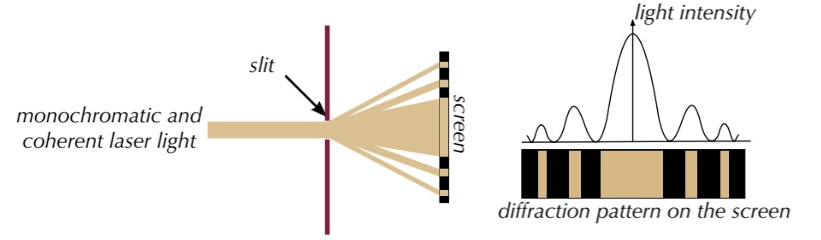 light intensity
slit
monochromatic and
coherent laser light
screen
diffraction pattern on the screen